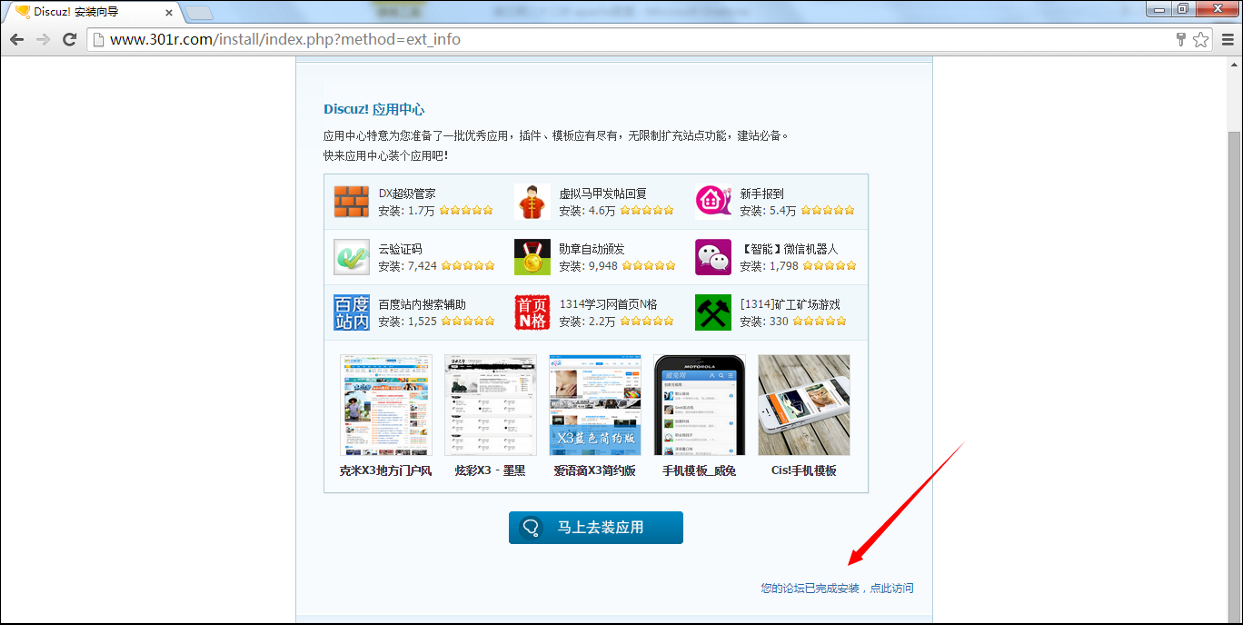 Discuz! 安装向导
www.301r.com/install/index.php?method=ext_info
Discuz! 应用中心
应用中心特意为您准备了一批优秀应用，插件、模板应有尽有，无限制扩充站点功能，建站必备。
快来应用中心装个应用吧!
DX超级管家
安装: 1.7万
虚拟马甲发帖回复
安装: 4.6万
新手报到
安装: 5.4万
云验证码
安装: 7,424
勋章自动颁发
安装: 9,948
【智能】微信机器人
安装: 1,798
百度
站内
百度站内搜索辅助
安装: 1,525
首页
N格
1314学习网首页N格
安装: 2.2万
[1314]矿工矿场游戏
安装: 330
X3蓝色简约版
MOTOROLA
克米X3地方门户风
炫彩X3 - 墨黑
爱语滴X3简约版
手机模板_威兔
Cis!手机模板
马上去装应用
您的论坛已完成安装，点此访问